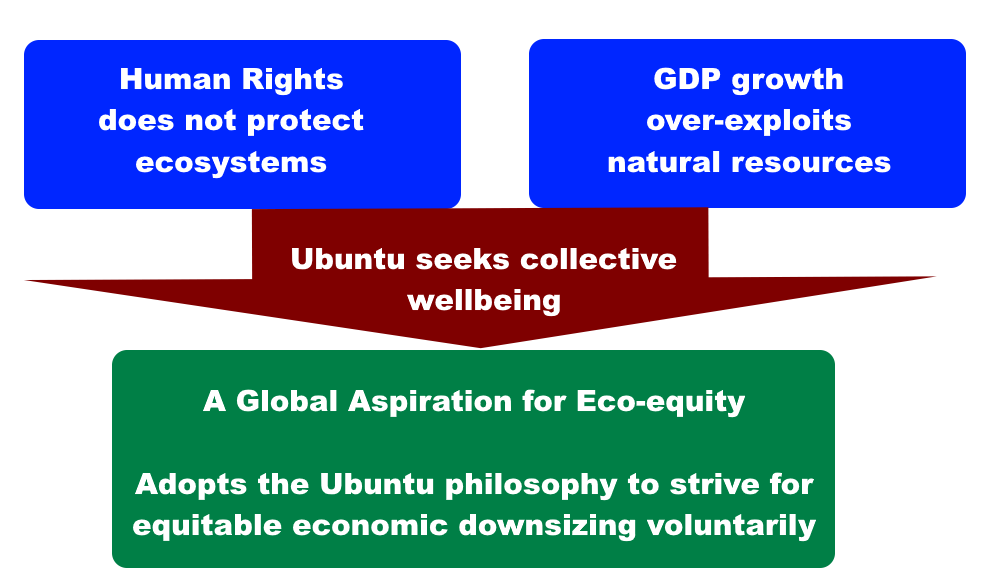 Human Rights
does not protect
ecosystems
GDP growth
over-exploits
natural resources
Ubuntu seeks collective
wellbeing
A Global Aspiration for Eco-equity
Adopts the Ubuntu philosophy to strive for
equitable economic downsizing voluntarily